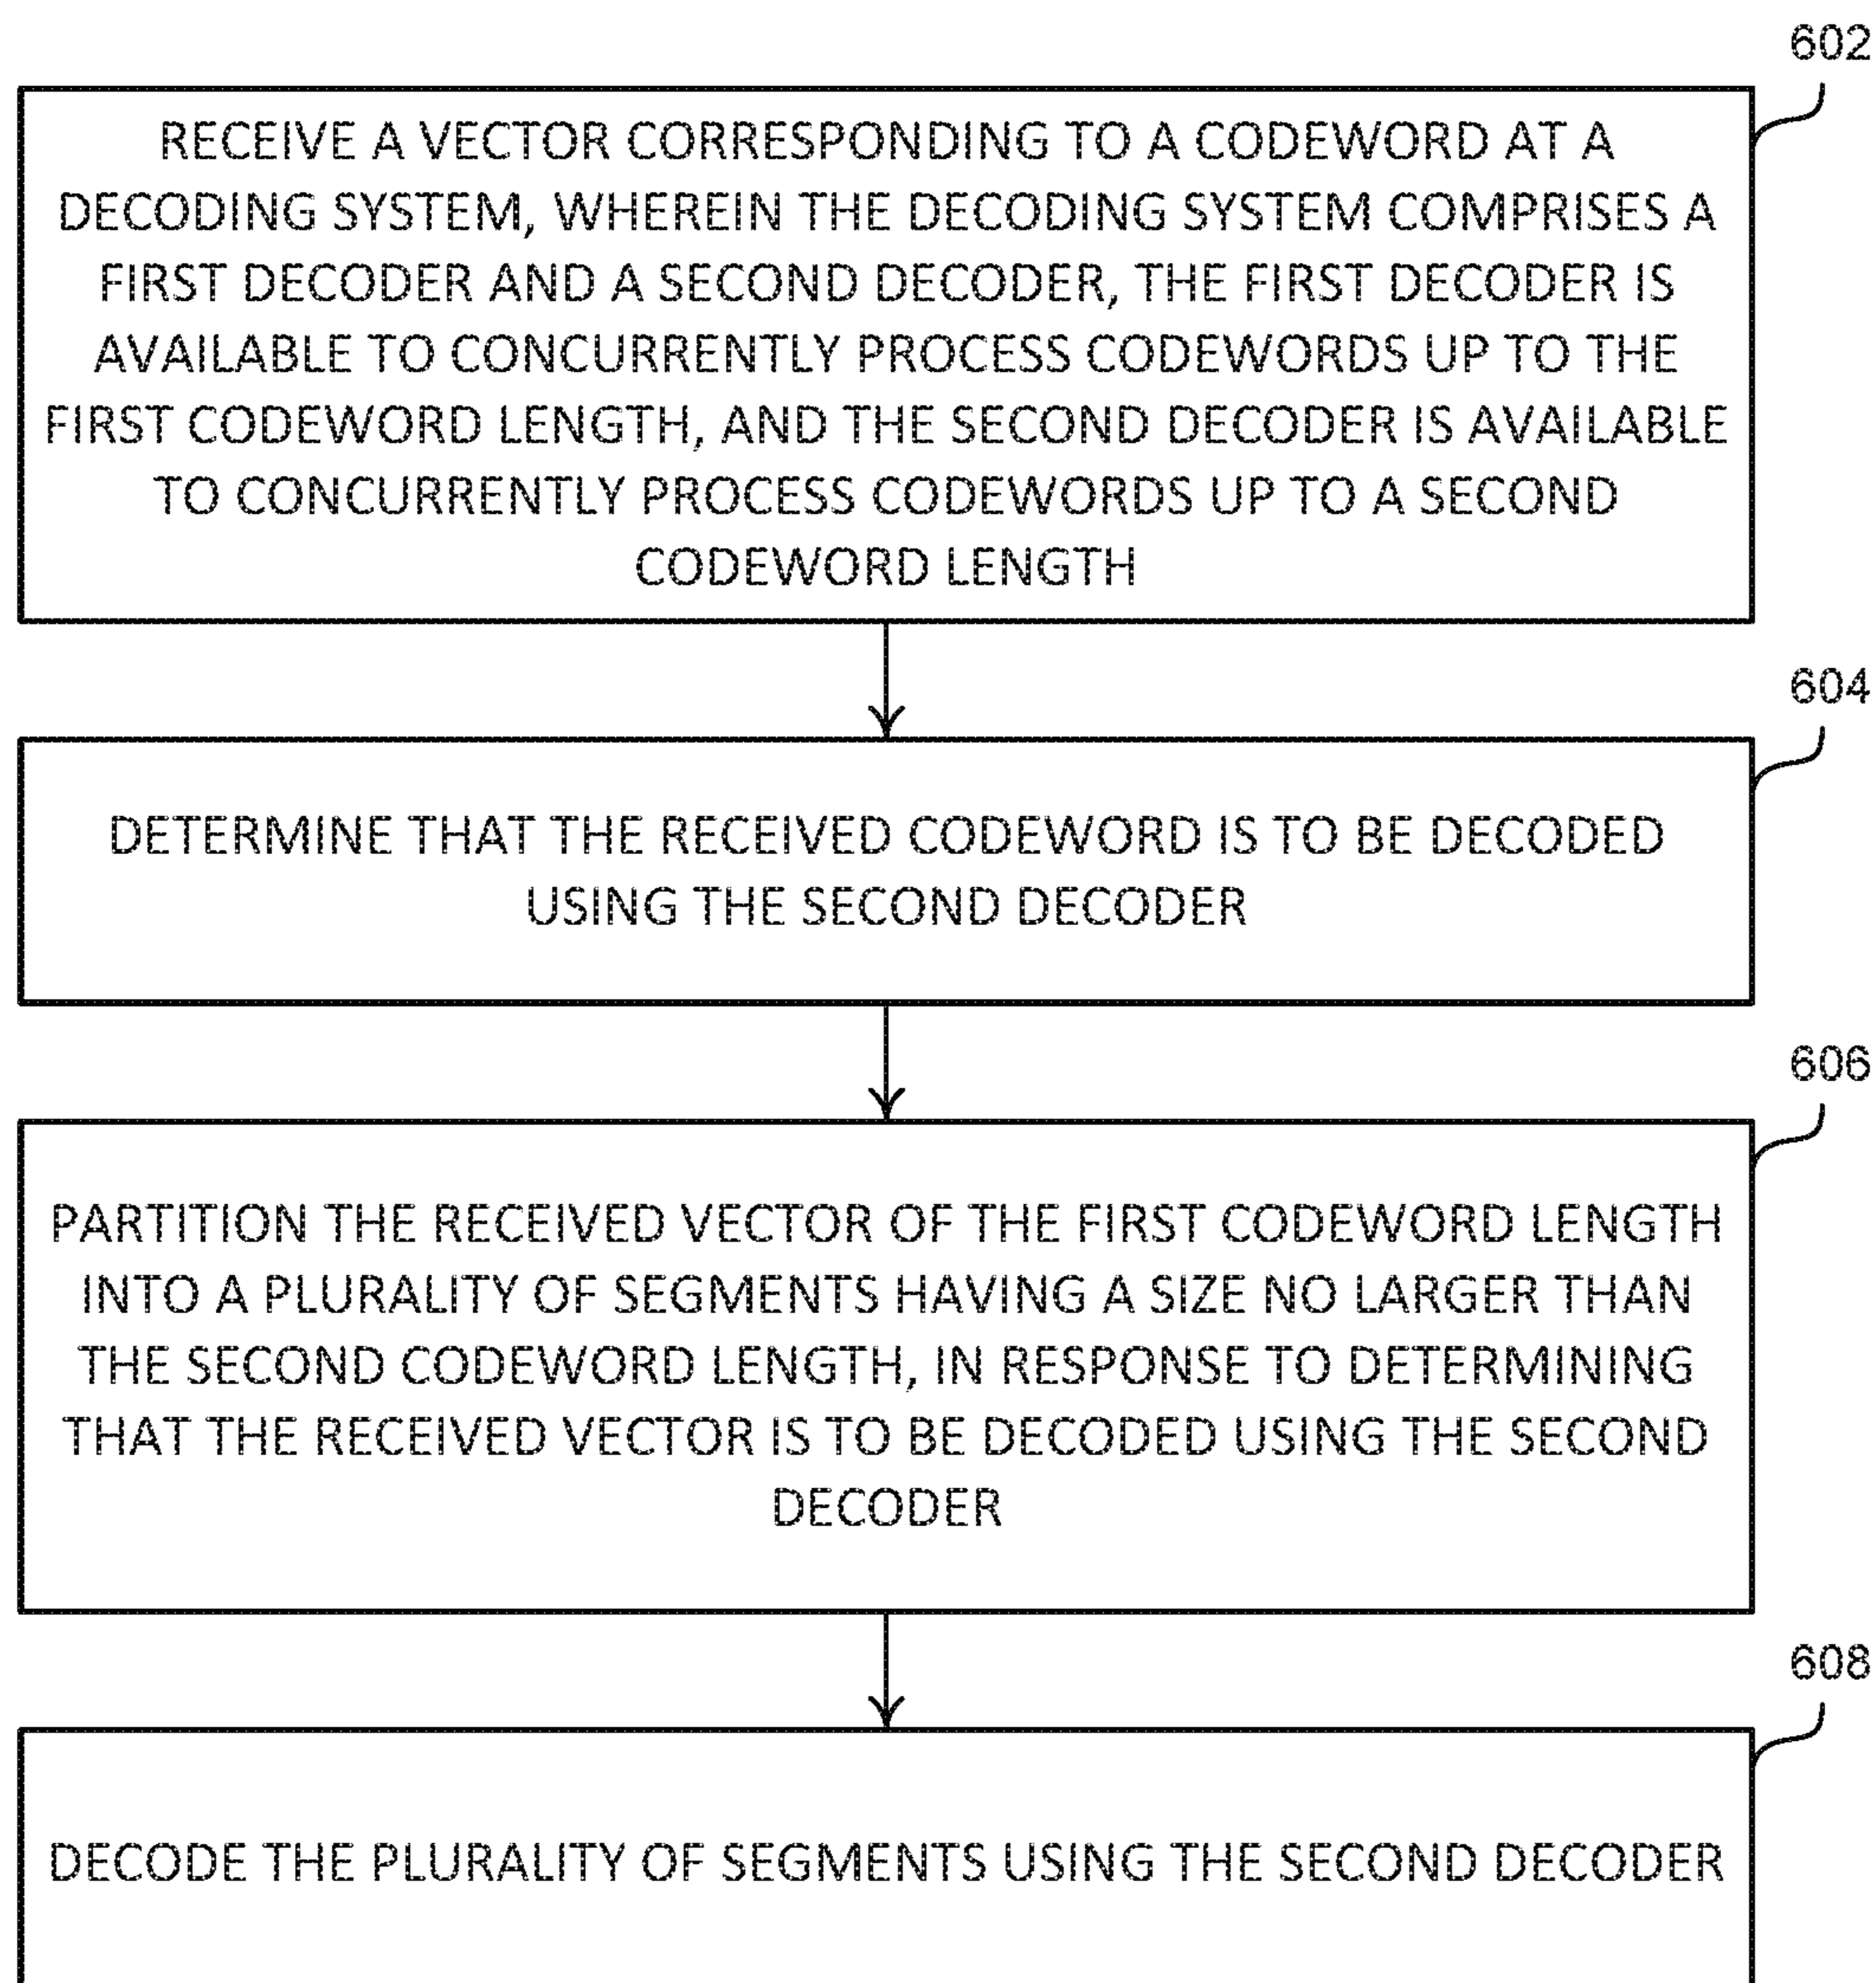 602
RECEIVE A VECTOR CORRESPONDING TO A CODEWORD AT A
DECODING SYSTEM, WHEREIN THE DECODING SYSTEM COMPRISES A
FIRST DECODER AND A SECOND DECODER, THE FIRST DECODER IS
AVAILABLE TO CONCURRENTLY PROCESS CODEWORDS UP TO THE
FIRST CODEWORD LENGTH, AND THE SECOND DECODER IS AVAILABLE
TO CONCURRENTLY PROCESS CODEWORDS UP TO A SECOND
CODEWORD LENGTH
604
DETERMINE THAT THE RECEIVED CODEWORD IS TO BE DECODED
USING THE SECOND DECODER
606
PARTITION THE RECEIVED VECTOR OF THE FIRST CODEWORD LENGTH
INTO A PLURALITY OF SEGMENTS HAVING A SIZE NO LARGER THAN
THE SECOND CODEWORD LENGTH, IN RESPONSE TO DETERMINING
THAT THE RECEIVED VECTOR IS TO BE DECODED USING THE SECOND
DECODER
608
DECODE THE PLURALITY OF SEGMENTS USING THE SECOND DECODER